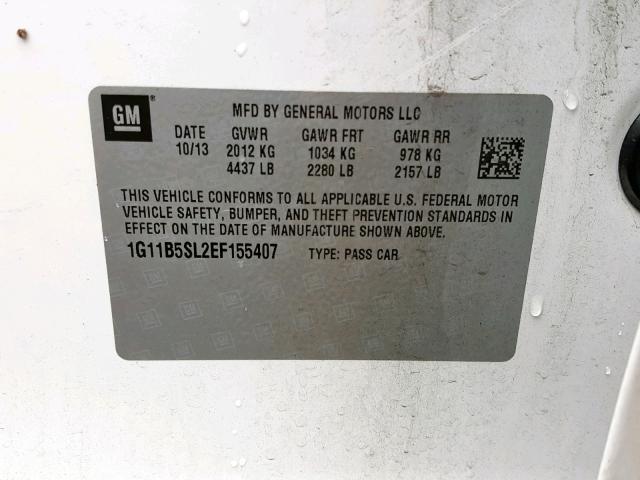 GM ®
MFD BY GENERAL MOTORS LLC
DATE GVWR GAWR FRT GAWR RR
10/13 2012 KG 1034 KG 978 KG
4437 LB 2280 LB 2157 LB
THIS VEHICLE CONFORMS TO ALL APPLICABLE U.S. FEDERAL MOTOR
VEHICLE SAFETY, BUMPER, AND THEFT PREVENTION STANDARDS IN
EFFECT ON THE DATE OF MANUFACTURE SHOWN ABOVE.
1G11B5SL2EF155407 TYPE: PASS CAR